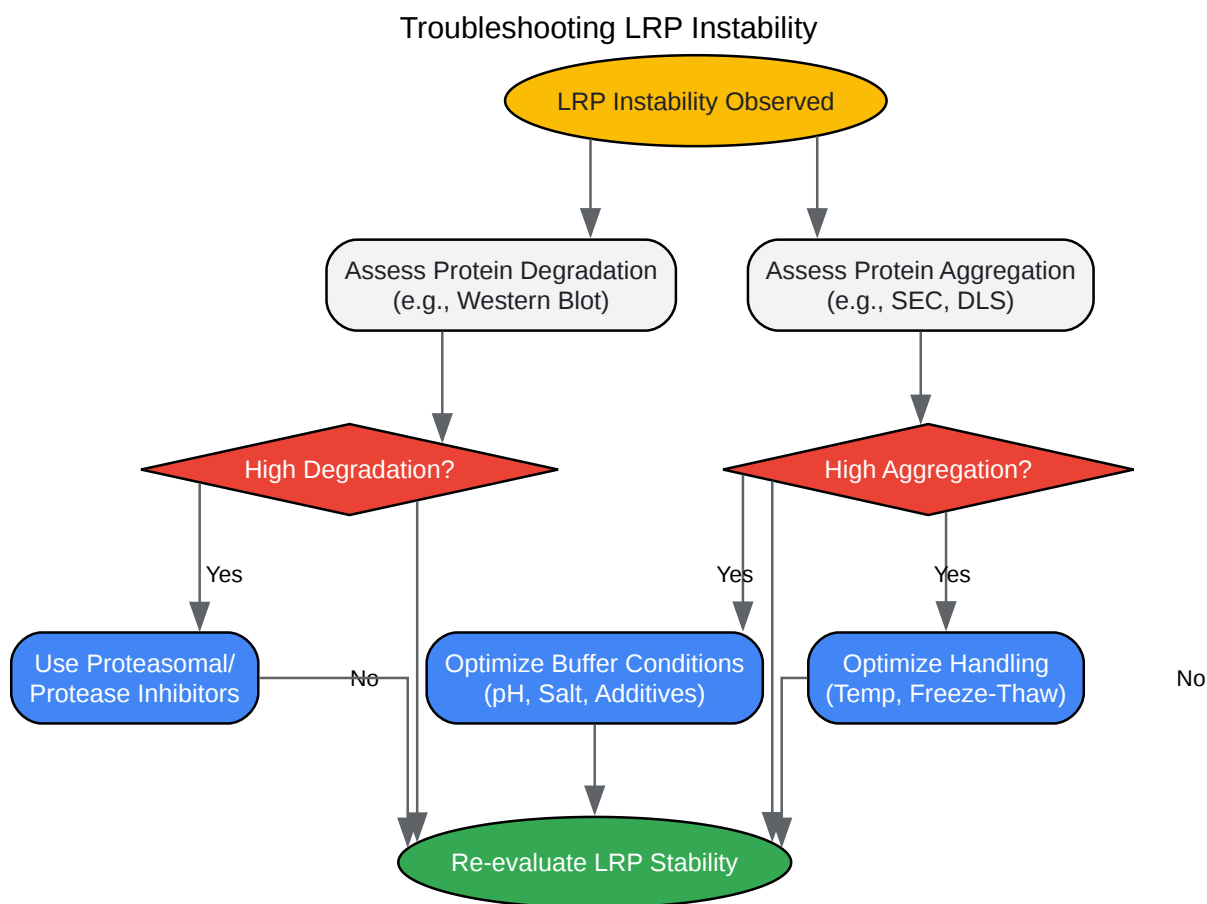 Troubleshooting LRP Instability
LRP Instability Observed
Assess Protein Degradation
(e.g., Western Blot)
Assess Protein Aggregation
(e.g., SEC, DLS)
High Degradation?
High Aggregation?
Yes
Yes
Yes
Use Proteasomal/
Protease Inhibitors
No
Optimize Buffer Conditions
(pH, Salt, Additives)
Optimize Handling
(Temp, Freeze-Thaw)
No
Re-evaluate LRP Stability